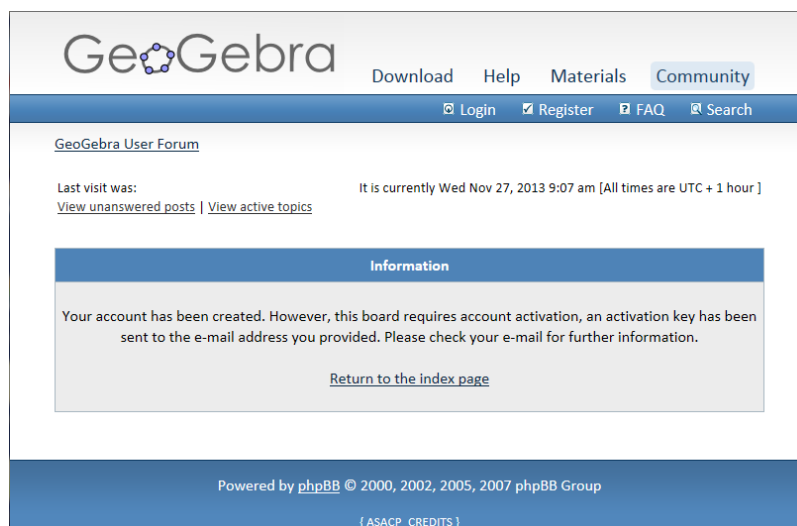 GeoGebra
Download Help Materials Community
Login Register FAQ Search
GeoGebra User Forum
Last visit was: It is currently Wed Nov 27, 2013 9:07 am [All times are UTC + 1 hour ]
View unanswered posts | View active topics
Information
Your account has been created. However, this board requires account activation, an activation key has been
sent to the e-mail address you provided. Please check your e-mail for further information.
Return to the index page
Powered by phpBB © 2000, 2002, 2005, 2007 phpBB Group
{ ASACP_CREDITS }